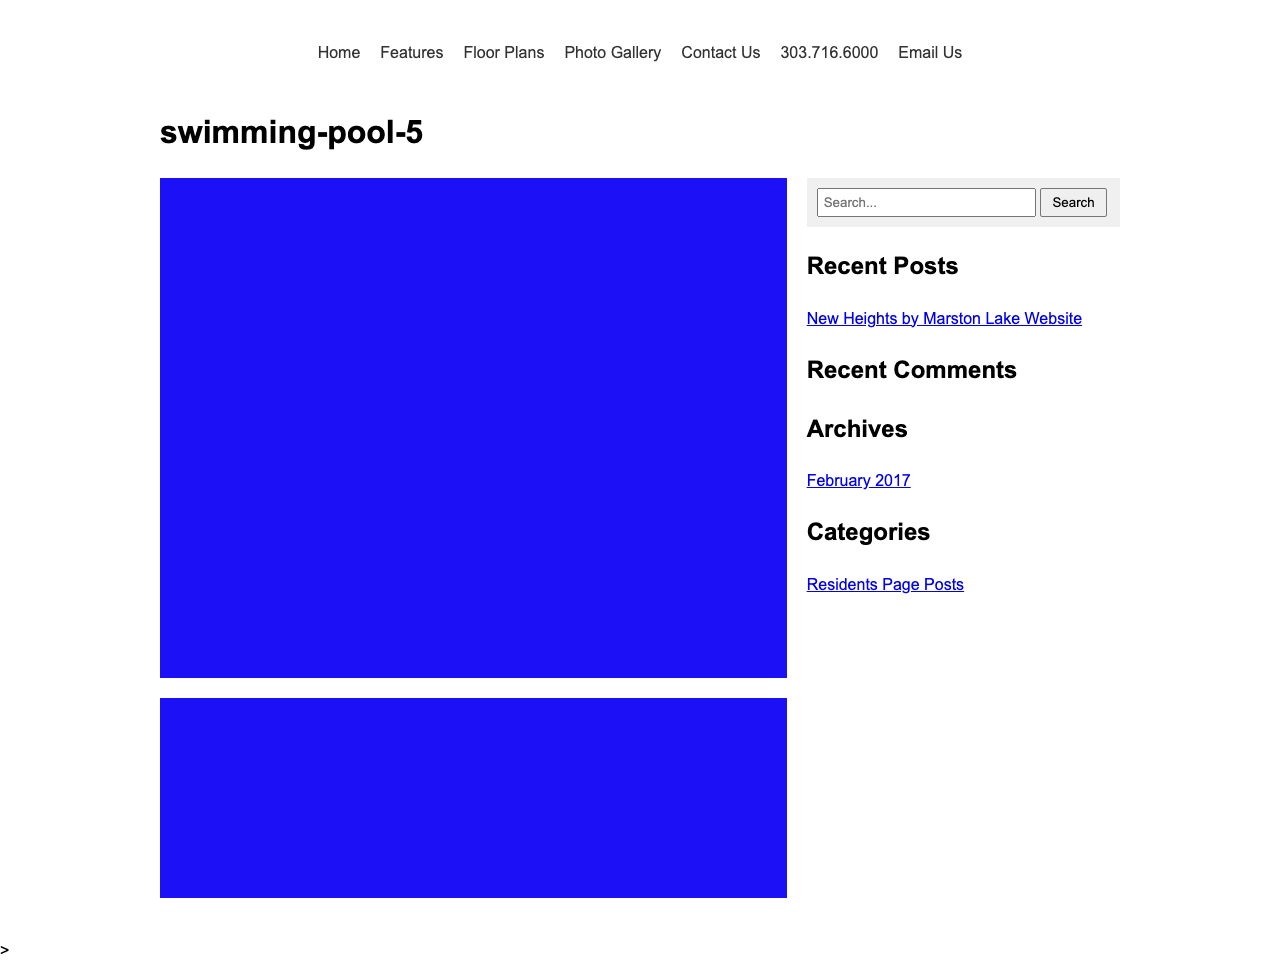 Home Features Floor Plans Photo Gallery Contact Us 303.716.6000 Email Us
swimming-pool-5
Search... Search
Recent Posts
New Heights by Marston Lake Website
Recent Comments
Archives
February 2017
Categories
Residents Page Posts
>